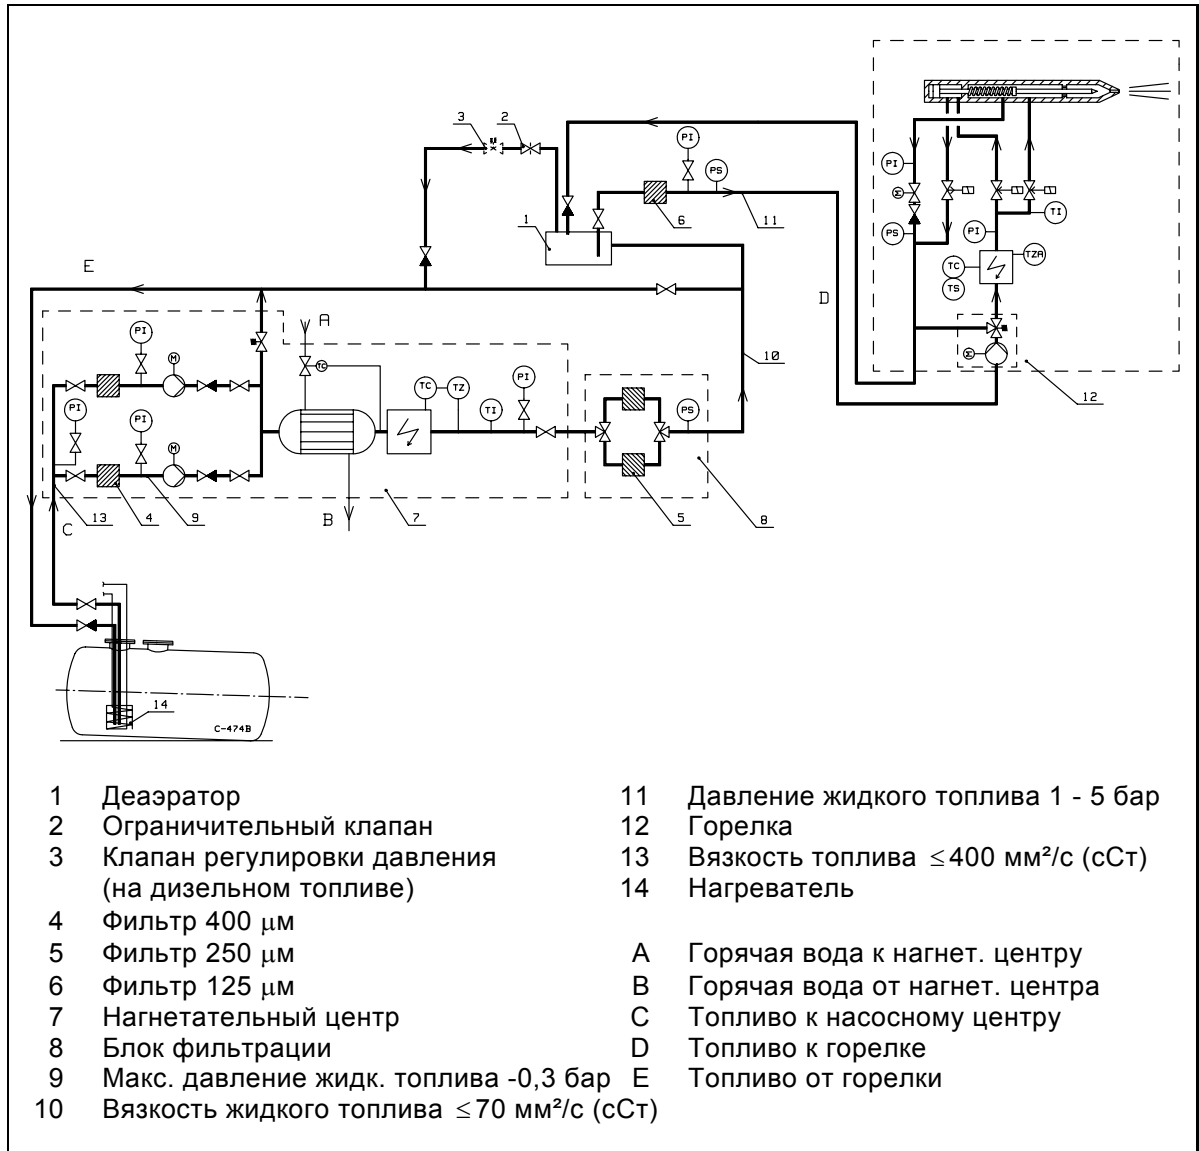 3
2
PI
PS
6
11
1
E
A
D
PI
M
PS
PI
TI
TC
TS
TZA
M
12
PI
M
TC
TC
TZ
TI
PI
PS
10
PI
PI
M
C
13
4
9
B
7
5
8
14
C-474B
1 Деаэратор
2 Ограничительный клапан
3 Клапан регулировки давления
(на дизельном топливе)
4 Фильтр 400 µм
5 Фильтр 250 µм
6 Фильтр 125 µм
7 Нагнетательный центр
8 Блок фильтрации
9 Макс. давление жидк. топлива -0,3 бар
10 Вязкость жидкого топлива ≤70 мм²/с (сСт)
11 Давление жидкого топлива 1 - 5 бар
12 Горелка
13 Вязкость топлива ≤400 мм²/с (сСт)
14 Нагреватель
A Горячая вода к нагнет. центру
B Горячая вода от нагнет. центра
C Топливо к насосному центру
D Топливо к горелке
E Топливо от горелки